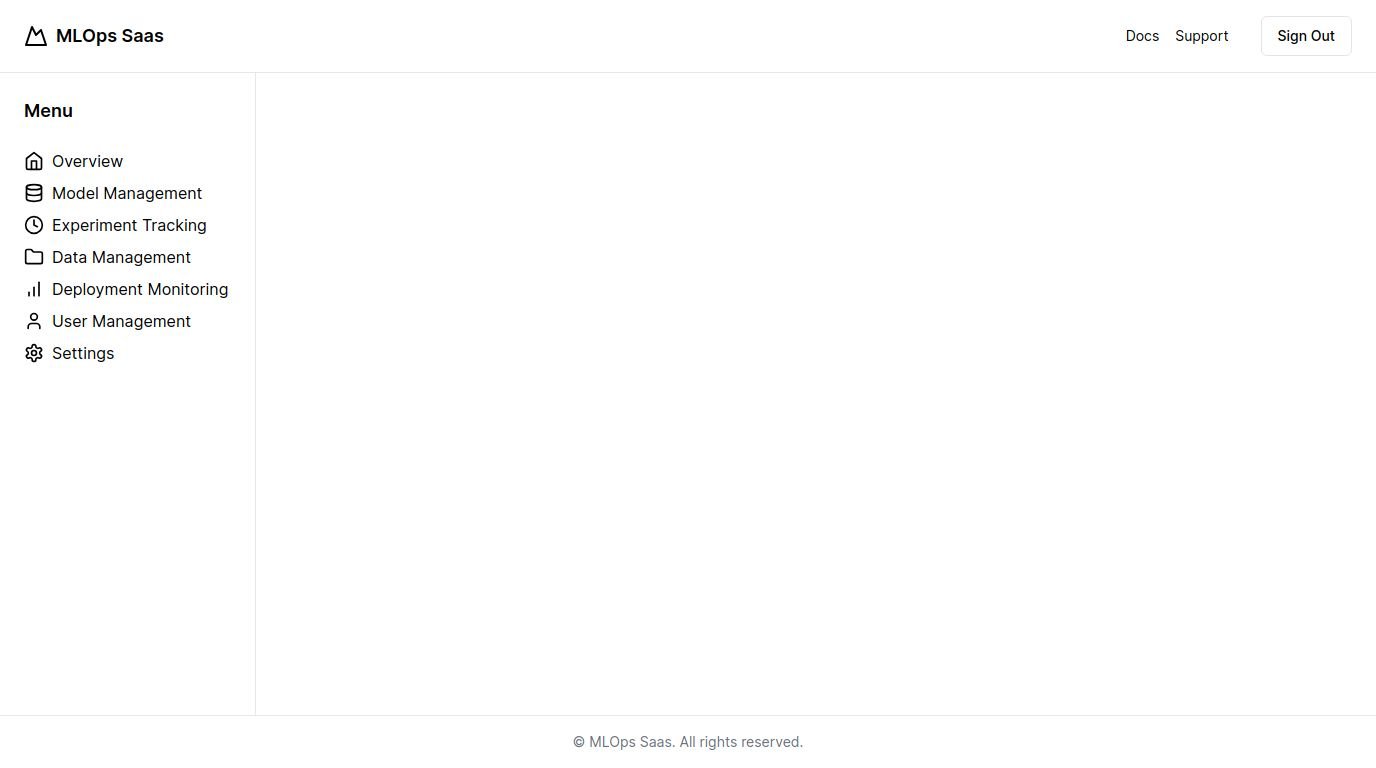 MLOps Saas
Docs
Support
Sign Out
Menu
Overview
Model Management
Experiment Tracking
Data Management
Deployment Monitoring
User Management
Settings
© MLOps Saas. All rights reserved.